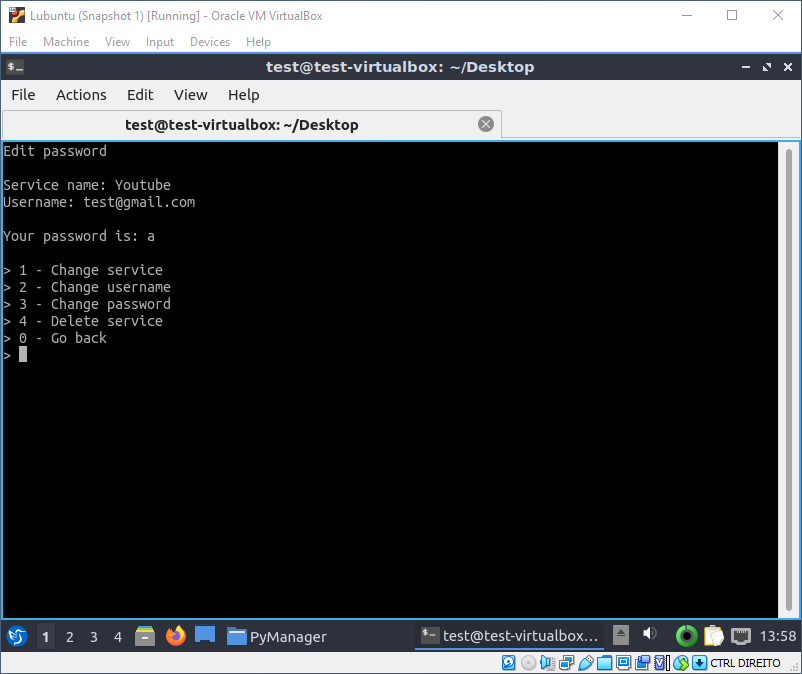 Lubuntu (Snapshot 1) [Running] - Oracle VM VirtualBox
File Machine View Input Devices Help
test@test-virtualbox: ~/Desktop
File Actions Edit View Help
test@test-virtualbox: ~/Desktop
Edit password
Service name: Youtube
Username: test@gmail.com
Your password is: a
> 1 - Change service
> 2 - Change username
> 3 - Change password
> 4 - Delete service
> 0 - Go back
>
1 2 3 4 PyManager test@test-virtualbox... 13:58
CTRL DIREITO